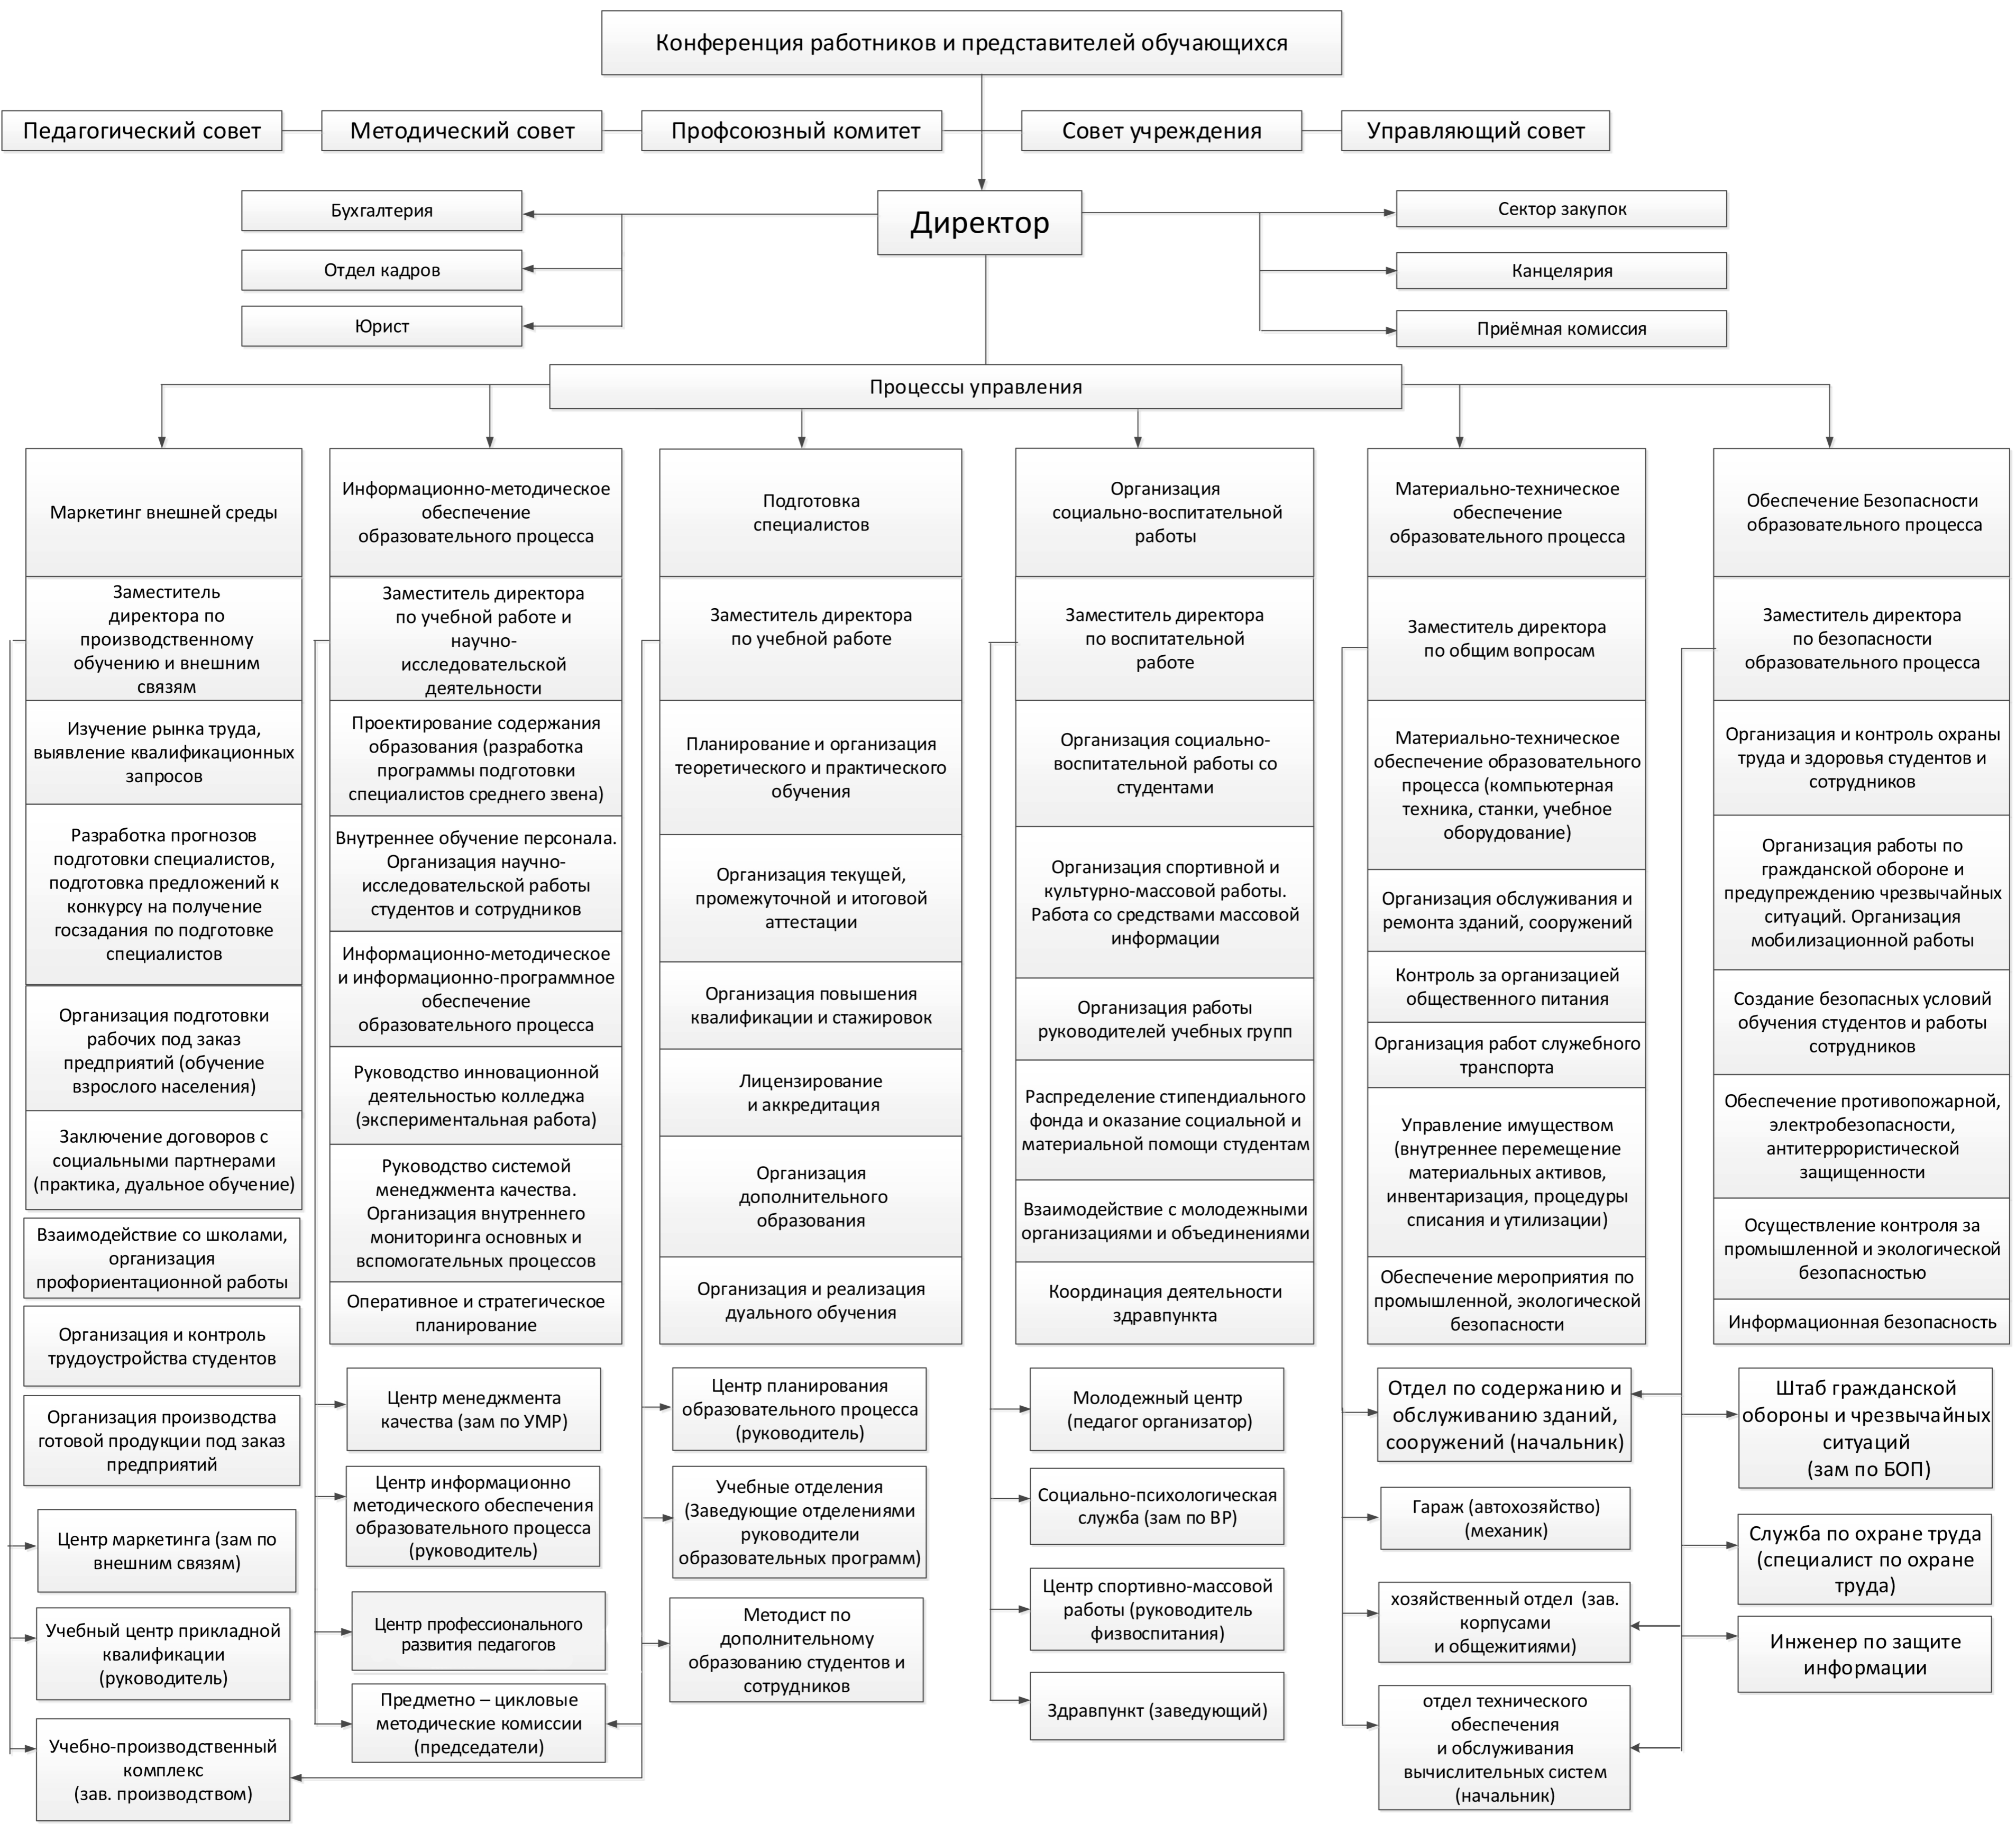 Конференция работников и представителей обучающихся
Педагогический совет
Методический совет
Профсоюзный комитет
Совет учреждения
Управляющий совет
Директор
Бухгалтерия
Отдел кадров
Юрист
Сектор закупок
Канцелярия
Приёмная комиссия
Процессы управления
Маркетинг внешней среды
Заместитель
директора по
производственному
обучению и внешним
связям
Изучение рынка труда,
выявление квалификационных
запросов
Разработка прогнозов
подготовки специалистов,
подготовка предложений к
конкурсу на получение
госзадания по подготовке
специалистов
Организация подготовки
рабочих под заказ
предприятий (обучение
взрослого населения)
Заключение договоров с
социальными партнерами
(практика, дуальное обучение)
Взаимодействие со школами,
организация
профориентационной работы
Организация и контроль
трудоустройства студентов
Организация производства
готовой продукции под заказ
предприятий
Центр маркетинга (зам по
внешним связям)
Учебный центр прикладной
квалификации
(руководитель)
Учебно-производственный
комплекс
(зав. производством)
Информационно-методическое
обеспечение
образовательного процесса
Заместитель директора
по учебной работе и
научно-
исследовательской
деятельности
Проектирование содержания
образования (разработка
программы подготовки
специалистов среднего звена)
Внутреннее обучение персонала.
Организация научно-
исследовательской работы
студентов и сотрудников
Информационно-методическое
и информационно-программное
обеспечение
образовательного процесса
Руководство инновационной
деятельностью колледжа
(экспериментальная работа)
Руководство системой
менеджмента качества.
Организация внутреннего
мониторинга основных и
вспомогательных процессов
Оперативное и стратегическое
планирование
Центр менеджмента
качества (зам по УМР)
Центр информационно
методического обеспечения
образовательного процесса
(руководитель)
Центр профессионального
развития педагогов
Предметно – цикловые
методические комиссии
(председатели)
Подготовка
специалистов
Заместитель директора
по учебной работе
Планирование и организация
теоретического и практического
обучения
Организация текущей,
промежуточной и итоговой
аттестации
Организация повышения
квалификации и стажировок
Лицензирование
и аккредитация
Организация
дополнительного
образования
Организация и реализация
дуального обучения
Центр планирования
образовательного процесса
(руководитель)
Учебные отделения
(Заведующие отделениями
руководители
образовательных программ)
Методист по
дополнительному
образованию студентов и
сотрудников
Организация
социально-воспитательной
работы
Заместитель директора
по воспитательной
работе
Организация социально-
воспитательной работы со
студентами
Организация спортивной и
культурно-массовой работы.
Работа со средствами массовой
информации
Организация работы
руководителей учебных групп
Распределение стипендиального
фонда и оказание социальной и
материальной помощи студентам
Взаимодействие с молодежными
организациями и объединениями
Координация деятельности
здравпункта
Молодежный центр
(педагог организатор)
Социально-психологическая
служба (зам по ВР)
Центр спортивно-массовой
работы (руководитель
физвоспитания)
Здравпункт (заведующий)
Материально-техническое
обеспечение
образовательного процесса
Заместитель директора
по общим вопросам
Материально-техническое
обеспечение образовательного
процесса (компьютерная
техника, станки, учебное
оборудование)
Организация обслуживания и
ремонта зданий, сооружений
Контроль за организацией
общественного питания
Организация работ служебного
транспорта
Управление имуществом
(внутреннее перемещение
материальных активов,
инвентаризация, процедуры
списания и утилизации)
Обеспечение мероприятия по
промышленной, экологической
безопасности
Отдел по содержанию и
обслуживанию зданий,
сооружений (начальник)
Гараж (автохозяйство)
(механик)
хозяйственный отдел (зав.
корпусами
и общежитиями)
отдел технического
обеспечения
и обслуживания
вычислительных систем
(начальник)
Обеспечение Безопасности
образовательного процесса
Заместитель директора
по безопасности
образовательного процесса
Организация и контроль охраны
труда и здоровья студентов и
сотрудников
Организация работы по
гражданской обороне и
предупреждению чрезвычайных
ситуаций. Организация
мобилизационной работы
Создание безопасных условий
обучения студентов и работы
сотрудников
Обеспечение противопожарной,
электробезопасности,
антитеррористической
защищенности
Осуществление контроля за
промышленной и экологической
безопасностью
Информационная безопасность
Штаб гражданской
обороны и чрезвычайных
ситуаций
(зам по БОП)
Служба по охране труда
(специалист по охране
труда)
Инженер по защите
информации